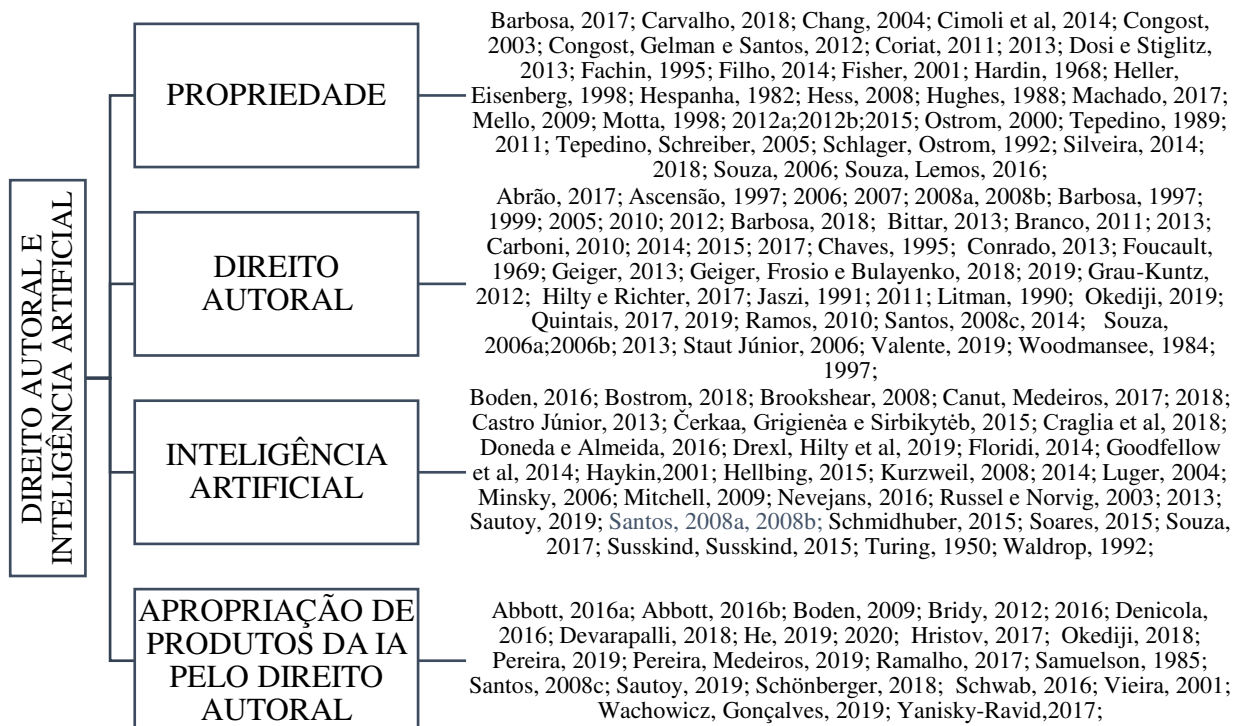 DIREITO AUTORAL E
INTELIGÊNCIA ARTIFICIAL
PROPRIEDADE
Barbosa, 2017; Carvalho, 2018; Chang, 2004; Cimoli et al, 2014; Congost,
2003; Congost, Gelman e Santos, 2012; Coriat, 2011; 2013; Dosi e Stiglitz,
2013; Fachin, 1995; Filho, 2014; Fisher, 2001; Hardin, 1968; Heller,
Eisenberg, 1998; Hespanha, 1982; Hess, 2008; Hughes, 1988; Machado, 2017;
Mello, 2009; Motta, 1998; 2012a;2012b;2015; Ostrom, 2000; Tepedino, 1989;
2011; Tepedino, Schreiber, 2005; Schlager, Ostrom, 1992; Silveira, 2014;
2018; Souza, 2006; Souza, Lemos, 2016;
DIREITO
AUTORAL
Abrão, 2017; Ascensão, 1997; 2006; 2007; 2008a, 2008b; Barbosa, 1997;
1999; 2005; 2010; 2012; Barbosa, 2018; Bittar, 2013; Branco, 2011; 2013;
Carboni, 2010; 2014; 2015; 2017; Chaves, 1995; Conrado, 2013; Foucault,
1969; Geiger, 2013; Geiger, Frosio e Bulayenko, 2018; 2019; Grau-Kuntz,
2012; Hilty e Richter, 2017; Jaszi, 1991; 2011; Litman, 1990; Okediji, 2019;
Quintais, 2017, 2019; Ramos, 2010; Santos, 2008c, 2014; Souza,
2006a;2006b; 2013; Staut Júnior, 2006; Valente, 2019; Woodmansee, 1984;
1997;
INTELIGÊNCIA
ARTIFICIAL
Boden, 2016; Bostrom, 2018; Brookshear, 2008; Canut, Medeiros, 2017; 2018;
Castro Júnior, 2013; Čerkaa, Grigienėa e Sirbikytėb, 2015; Craglia et al, 2018;
Doneda e Almeida, 2016; Drexl, Hilty et al, 2019; Floridi, 2014; Goodfellow
et al, 2014; Haykin,2001; Hellbing, 2015; Kurzweil, 2008; 2014; Luger, 2004;
Minsky, 2006; Mitchell, 2009; Nevejans, 2016; Russel e Norvig, 2003; 2013;
Sautoy, 2019; Santos, 2008a, 2008b; Schmidhuber, 2015; Soares, 2015; Souza,
2017; Susskind, Susskind, 2015; Turing, 1950; Waldrop, 1992;
APROPRIAÇÃO DE
PRODUTOS DA IA
PELO DIREITO
AUTORAL
Abbott, 2016a; Abbott, 2016b; Boden, 2009; Bridy, 2012; 2016; Denicola,
2016; Devarapalli, 2018; He, 2019; 2020; Hristov, 2017; Okediji, 2018;
Pereira, 2019; Pereira, Medeiros, 2019; Ramalho, 2017; Samuelson, 1985;
Santos, 2008c; Sautoy, 2019; Schönberger, 2018; Schwab, 2016; Vieira, 2001;
Wachowicz, Gonçalves, 2019; Yanisky-Ravid,2017;